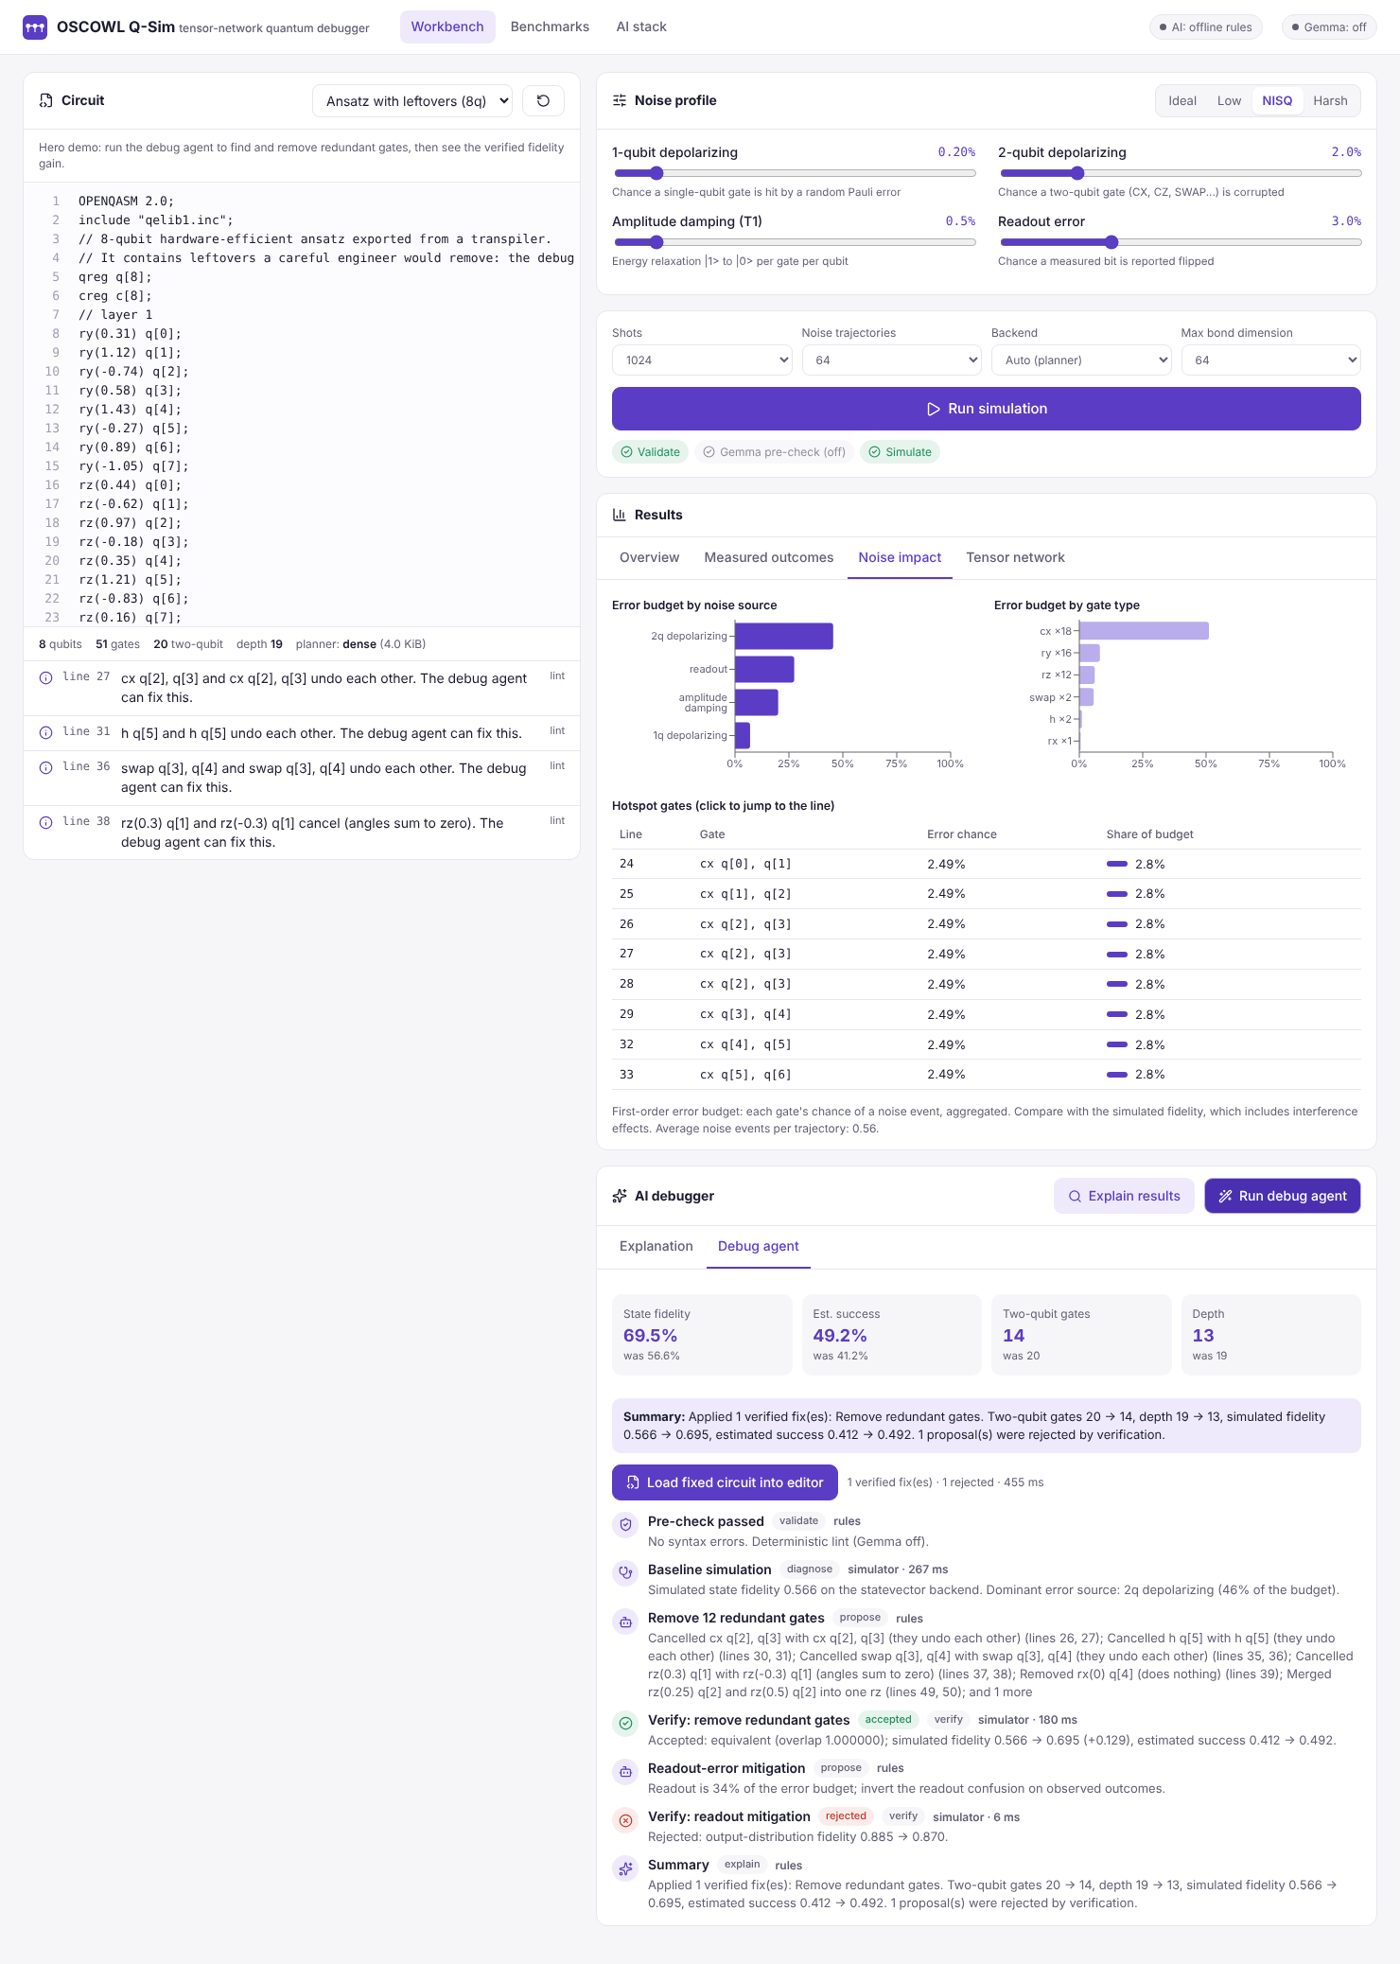 OSCOWL Q-Sim tensor-network quantum debugger
Workbench
Benchmarks
AI stack
AI: offline rules
Gemma: off
Circuit
Ansatz with leftovers (8q)
Hero demo: run the debug agent to find and remove redundant gates, then see the verified fidelity
gain.
1 OPENQASM 2.0;
2 include "qelib1.inc";
3 // 8-qubit hardware-efficient ansatz exported from a transpiler.
4 // It contains leftovers a careful engineer would remove: the debug
5 qreg q[8];
6 creg c[8];
7 // layer 1
8 ry(0.31) q[0];
9 ry(1.12) q[1];
10 ry(-0.74) q[2];
11 ry(0.58) q[3];
12 ry(1.43) q[4];
13 ry(-0.27) q[5];
14 ry(0.89) q[6];
15 ry(-1.05) q[7];
16 rz(0.44) q[0];
17 rz(-0.62) q[1];
18 rz(0.97) q[2];
19 rz(-0.18) q[3];
20 rz(0.35) q[4];
21 rz(1.21) q[5];
22 rz(-0.83) q[6];
23 rz(0.16) q[7];
8 qubits 51 gates 20 two-qubit depth 19 planner: dense (4.0 KiB)
line 27 cx q[2], q[3] and cx q[2], q[3] undo each other. The debug agent lint
can fix this.
line 31 h q[5] and h q[5] undo each other. The debug agent can fix this. lint
line 36 swap q[3], q[4] and swap q[3], q[4] undo each other. The debug lint
agent can fix this.
line 38 rz(0.3) q[1] and rz(-0.3) q[1] cancel (angles sum to zero). The lint
debug agent can fix this.
Noise profile
Ideal Low NISQ Harsh
1-qubit depolarizing 0.20%
Chance a single-qubit gate is hit by a random Pauli error
2-qubit depolarizing 2.0%
Chance a two-qubit gate (CX, CZ, SWAP...) is corrupted
Amplitude damping (T1) 0.5%
Energy relaxation |1> to |0> per gate per qubit
Readout error 3.0%
Chance a measured bit is reported flipped
Shots Noise trajectories Backend Max bond dimension
1024 64 Auto (planner) 64
Run simulation
Validate Gemma pre-check (off) Simulate
Results
Overview Measured outcomes Noise impact Tensor network
Error budget by noise source
2q depolarizing
readout
amplitude
damping
1q depolarizing
0% 25% 50% 75% 100%
Error budget by gate type
cx ×18
ry ×16
rz ×12
swap ×2
h ×2
rx ×1
0% 25% 50% 75% 100%
Hotspot gates (click to jump to the line)
Line Gate Error chance Share of budget
24 cx q[0], q[1] 2.49% 2.8%
25 cx q[1], q[2] 2.49% 2.8%
26 cx q[2], q[3] 2.49% 2.8%
27 cx q[2], q[3] 2.49% 2.8%
28 cx q[2], q[3] 2.49% 2.8%
29 cx q[3], q[4] 2.49% 2.8%
32 cx q[4], q[5] 2.49% 2.8%
33 cx q[5], q[6] 2.49% 2.8%
First-order error budget: each gate's chance of a noise event, aggregated. Compare with the simulated fidelity, which includes interference
effects. Average noise events per trajectory: 0.56.
AI debugger
Explain results
Run debug agent
Explanation Debug agent
State fidelity
69.5%
was 56.6%
Est. success
49.2%
was 41.2%
Two-qubit gates
14
was 20
Depth
13
was 19
Summary: Applied 1 verified fix(es): Remove redundant gates. Two-qubit gates 20 → 14, depth 19 → 13, simulated fidelity
0.566 → 0.695, estimated success 0.412 → 0.492. 1 proposal(s) were rejected by verification.
Load fixed circuit into editor
1 verified fix(es) · 1 rejected · 455 ms
Pre-check passed validate rules
No syntax errors. Deterministic lint (Gemma off).
Baseline simulation diagnose simulator · 267 ms
Simulated state fidelity 0.566 on the statevector backend. Dominant error source: 2q depolarizing (46% of the budget).
Remove 12 redundant gates propose rules
Cancelled cx q[2], q[3] with cx q[2], q[3] (they undo each other) (lines 26, 27); Cancelled h q[5] with h q[5] (they undo
each other) (lines 30, 31); Cancelled swap q[3], q[4] with swap q[3], q[4] (they undo each other) (lines 35, 36); Cancelled
rz(0.3) q[1] with rz(-0.3) q[1] (angles sum to zero) (lines 37, 38); Removed rx(0) q[4] (does nothing) (lines 39); Merged
rz(0.25) q[2] and rz(0.5) q[2] into one rz (lines 49, 50); and 1 more
Verify: remove redundant gates accepted verify simulator · 180 ms
Accepted: equivalent (overlap 1.000000); simulated fidelity 0.566 → 0.695 (+0.129), estimated success 0.412 → 0.492.
Readout-error mitigation propose rules
Readout is 34% of the error budget; invert the readout confusion on observed outcomes.
Verify: readout mitigation rejected verify simulator · 6 ms
Rejected: output-distribution fidelity 0.885 → 0.870.
Summary explain rules
Applied 1 verified fix(es): Remove redundant gates. Two-qubit gates 20 → 14, depth 19 → 13, simulated fidelity 0.566 →
0.695, estimated success 0.412 → 0.492. 1 proposal(s) were rejected by verification.